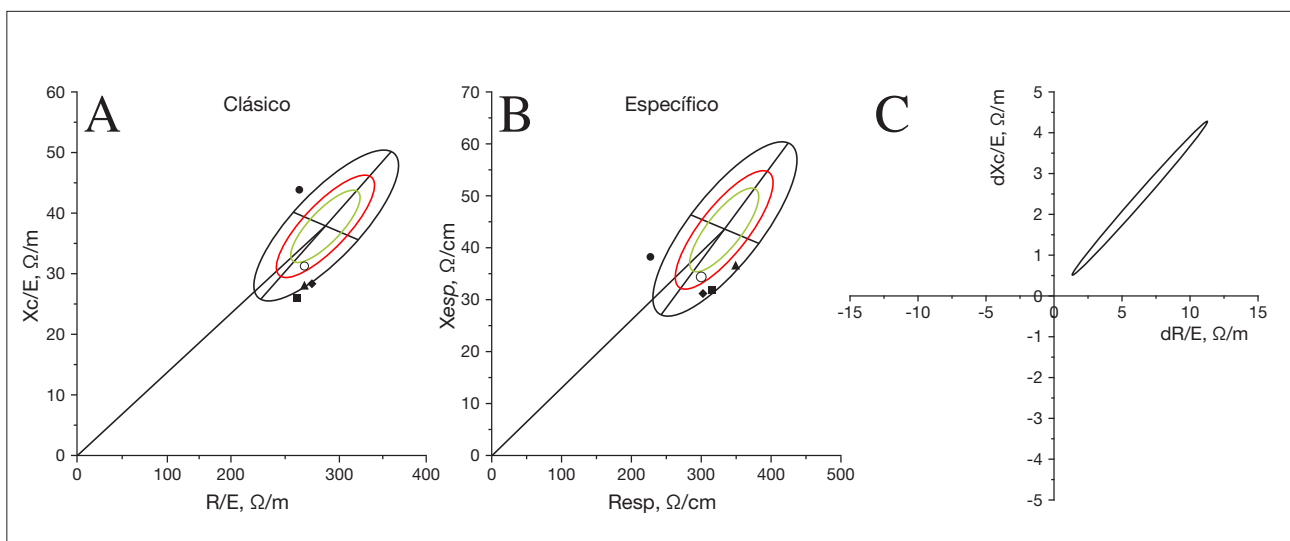 A
Clásico
60
50
40
30
20
10
0
Xc/E, Ω/m
0 100 200 300 400
R/E, Ω/m
B
Específico
70
60
50
40
30
20
10
0
Xesp, Ω/cm
0 100 200 300 400 500
Resp, Ω/cm
C
5
4
3
2
1
0
-1
-2
-3
-4
-5
dXc/E, Ω/m
-15 -10 -5 0 5 10 15
dR/E, Ω/m